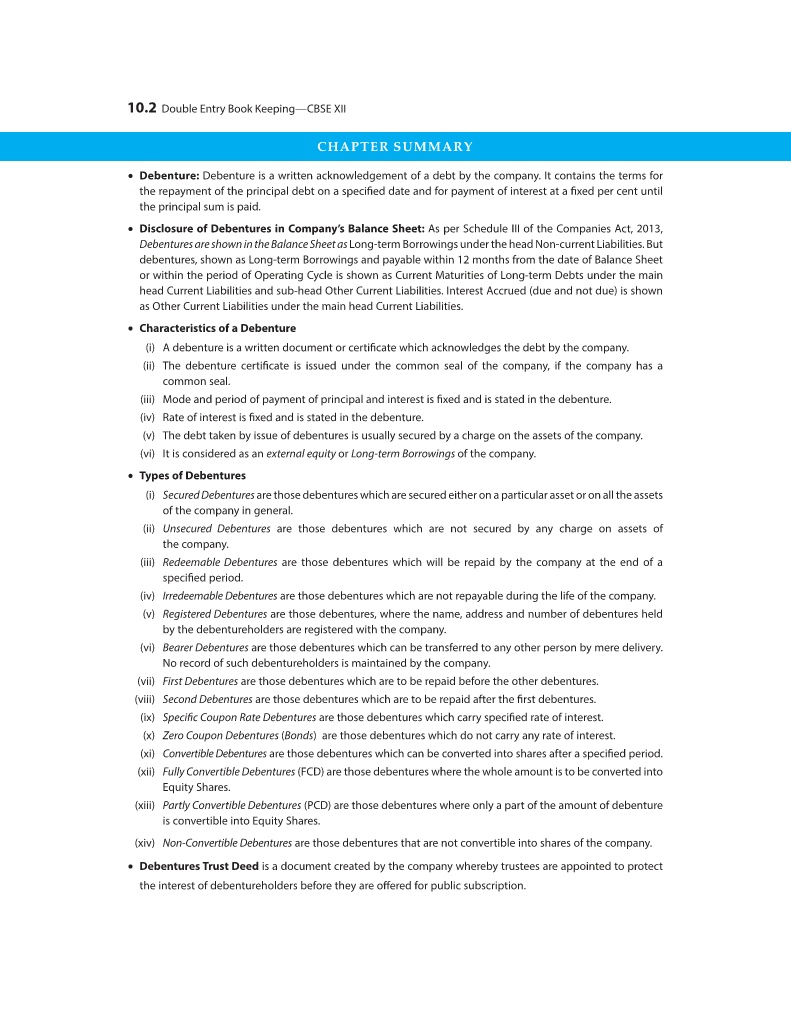 10.2 Double Entry Book Keeping—CBSE XII
CHAPTER SUMMARY
• Debenture: Debenture is a written acknowledgement of a debt by the company. It contains the terms for
the repayment of the principal debt on a specified date and for payment of interest at a fixed per cent until
the principal sum is paid.
• Disclosure of Debentures in Company's Balance Sheet: As per Schedule III of the Companies Act, 2013,
Debentures are shown in the Balance Sheet as Long-term Borrowings under the head Non-current Liabilities. But
debentures, shown as Long-term Borrowings and payable within 12 months from the date of Balance Sheet
or within the period of Operating Cycle is shown as Current Maturities of Long-term Debts under the main
head Current Liabilities and sub-head Other Current Liabilities. Interest Accrued (due and not due) is shown
as Other Current Liabilities under the main head Current Liabilities.
• Characteristics of a Debenture
(i) A debenture is a written document or certificate which acknowledges the debt by the company.
(ii) The debenture certificate is issued under the common seal of the company, if the company has a
common seal.
(iii) Mode and period of payment of principal and interest is fixed and is stated in the debenture.
(iv) Rate of interest is fixed and is stated in the debenture.
(v) The debt taken by issue of debentures is usually secured by a charge on the assets of the company.
(vi) It is considered as an external equity or Long-term Borrowings of the company.
• Types of Debentures
(i) Secured Debentures are those debentures which are secured either on a particular asset or on all the assets
of the company in general.
(ii) Unsecured Debentures are those debentures which are not secured by any charge on assets of
the company.
(iii) Redeemable Debentures are those debentures which will be repaid by the company at the end of a
specified period.
(iv) Irredeemable Debentures are those debentures which are not repayable during the life of the company.
(v) Registered Debentures are those debentures, where the name, address and number of debentures held
by the debentureholders are registered with the company.
(vi) Bearer Debentures are those debentures which can be transferred to any other person by mere delivery.
No record of such debentureholders is maintained by the company.
(vii) First Debentures are those debentures which are to be repaid before the other debentures.
(viii) Second Debentures are those debentures which are to be repaid after the first debentures.
(ix) Specific Coupon Rate Debentures are those debentures which carry specified rate of interest.
(x) Zero Coupon Debentures (Bonds) are those debentures which do not carry any rate of interest.
(xi) Convertible Debentures are those debentures which can be converted into shares after a specified period.
(xii) Fully Convertible Debentures (FCD) are those debentures where the whole amount is to be converted into
Equity Shares.
(xiii) Partly Convertible Debentures (PCD) are those debentures where only a part of the amount of debenture
is convertible into Equity Shares.
(xiv) Non-Convertible Debentures are those debentures that are not convertible into shares of the company.
• Debentures Trust Deed is a document created by the company whereby trustees are appointed to protect
the interest of debentureholders before they are offered for public subscription.